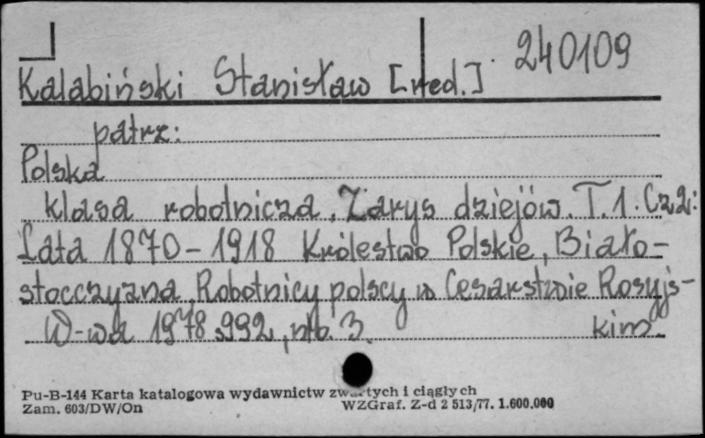 240109
Kalabiński Stanisław [red.]
patrz:
Polska
klasa robotnicza. Zarys dziejów. T. 1. Cz 2:
Lata 1870-1918 Królestwo Polskie, Biało-
stocczyzna, Robotnicy polscy w Cesarstwie Rosyjs-
W-wa 1978 s 992, nlb. 3. kim.
Pu-B-144 Karta katalogowa wydawnictw zwartych i ciągłych
Zam. 603/DW/On WZGraf. Z-d 2 513/77. 1.600.000